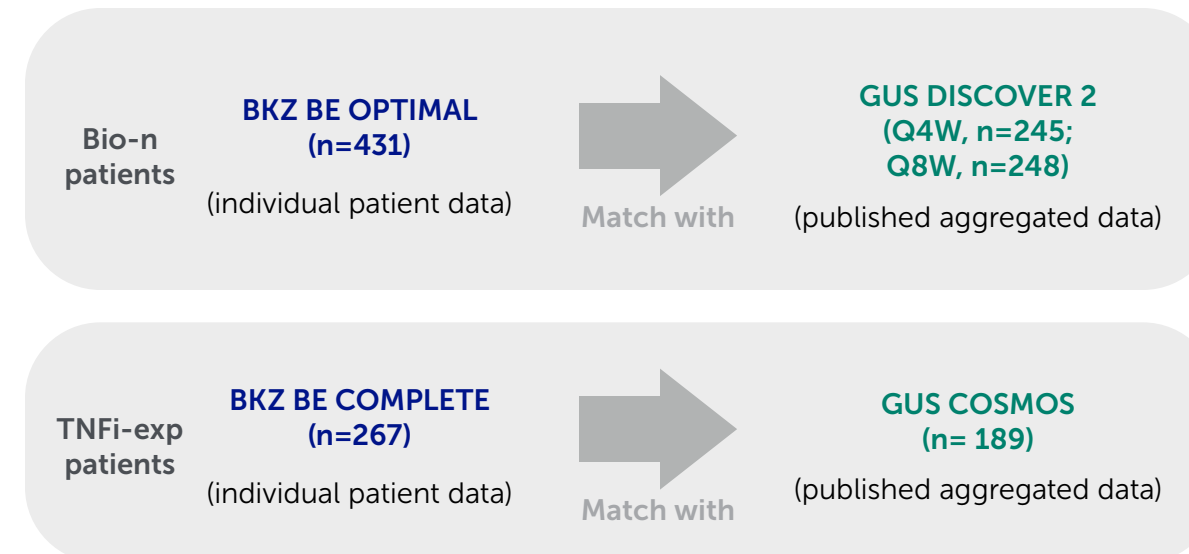 Bio-n
patients
BKZ BE OPTIMAL
(n=431)
(individual patient data)
Match with
GUS DISCOVER 2
(Q4W, n=245;
Q8W, n=248)
(published aggregated data)
TNFi-exp
patients
BKZ BE COMPLETE
(n=267)
(individual patient data)
Match with
GUS COSMOS
(n= 189)
(published aggregated data)